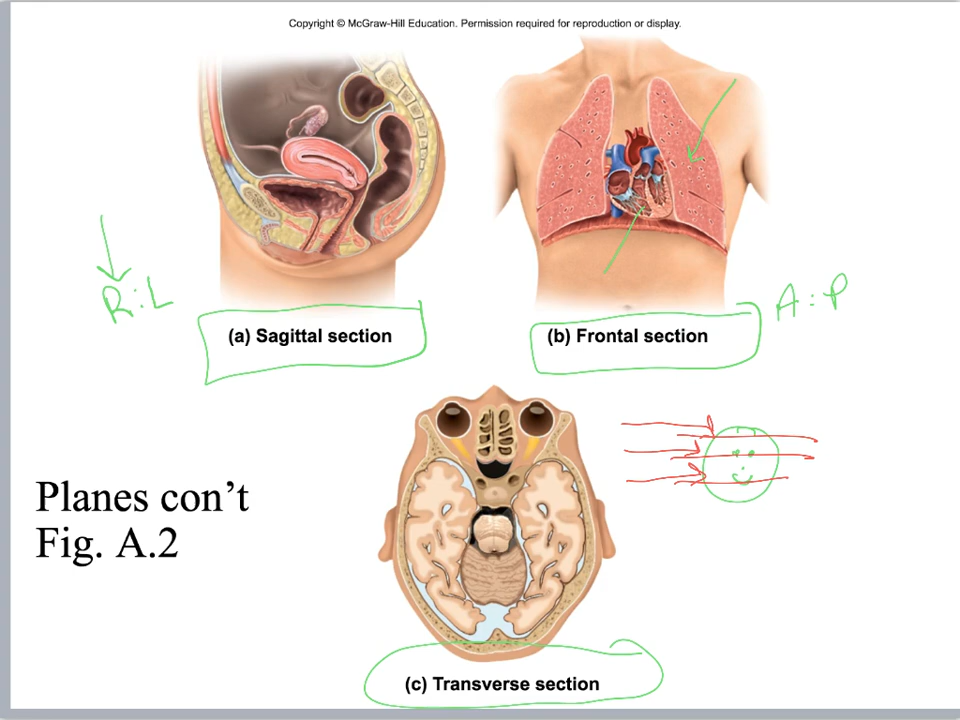 Copyright © McGraw-Hill Education. Permission required for reproduction or display.
R:L
(a) Sagittal section
(b) Frontal section
A:P
Planes con’t
Fig. A.2
(c) Transverse section